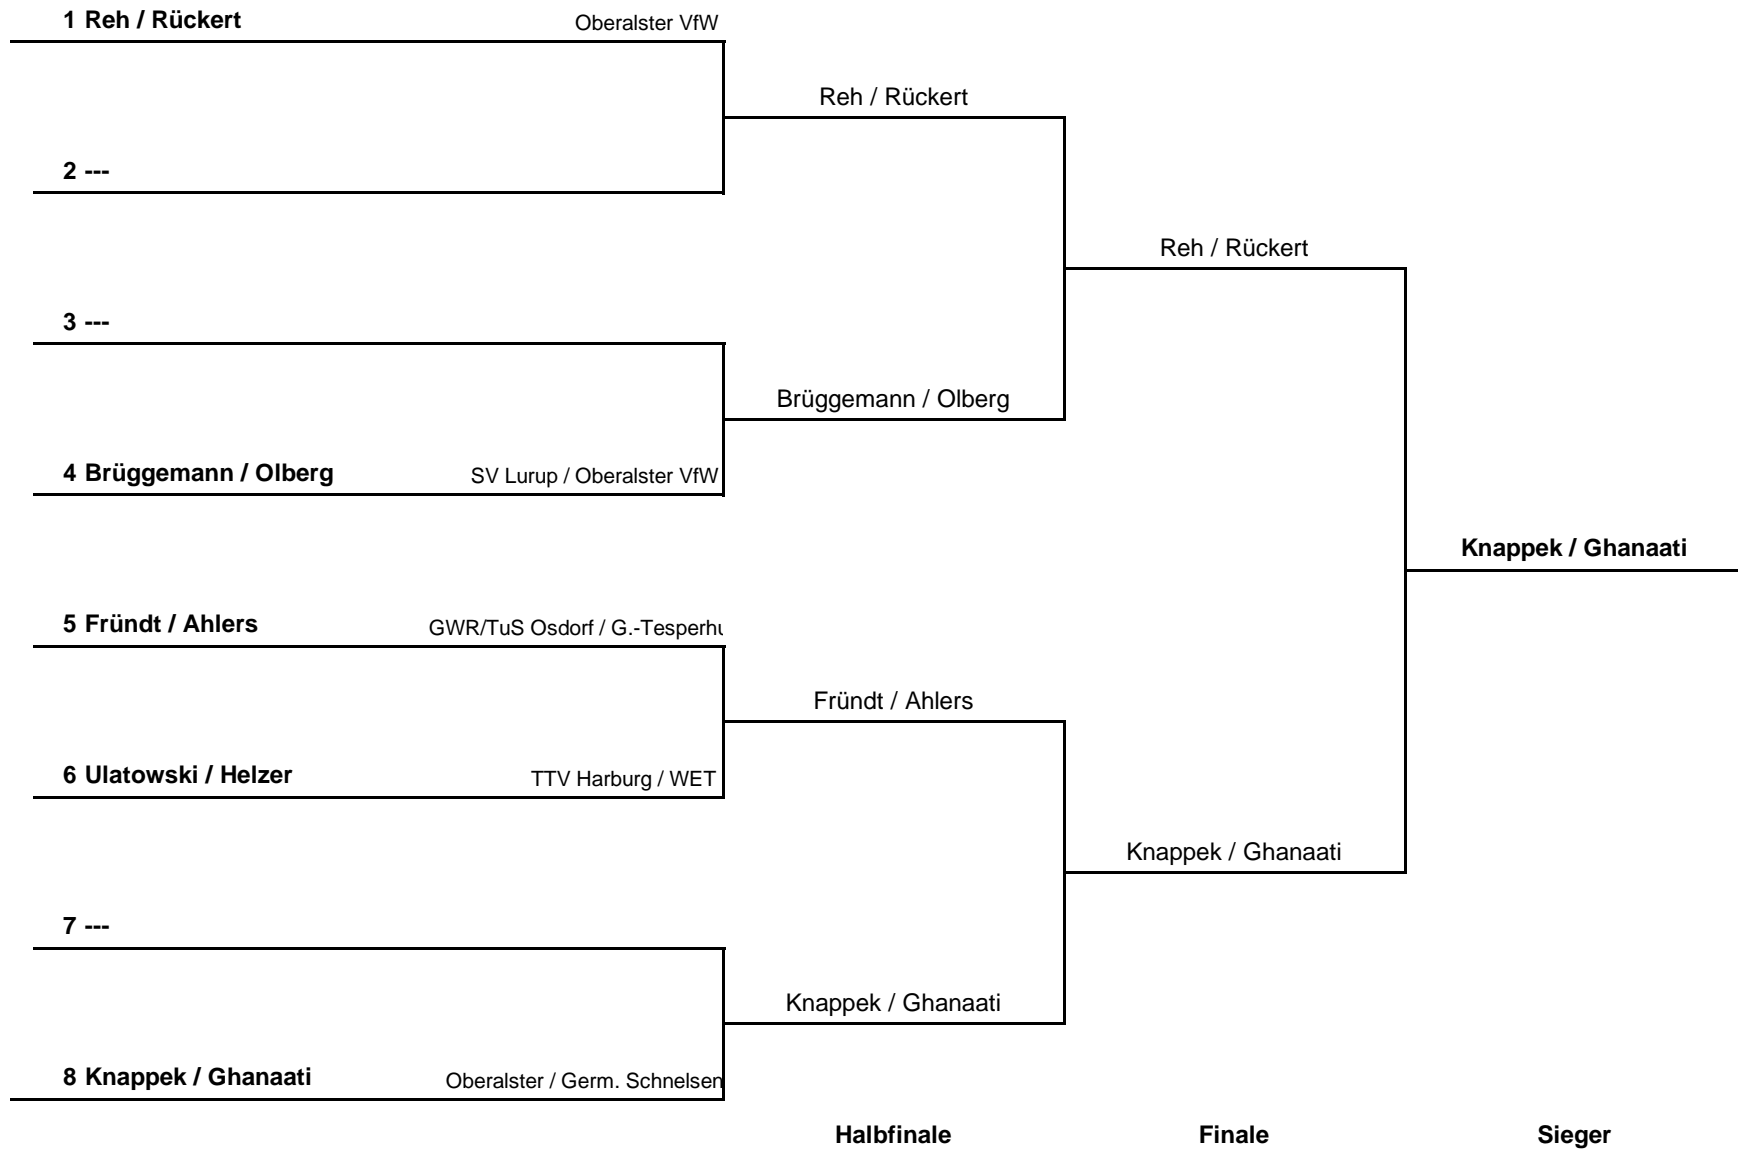 1 Reh / Rückert Oberalster VfW
Reh / Rückert
2 ---
Reh / Rückert
3 ---
Brüggemann / Olberg
4 Brüggemann / Olberg SV Lurup / Oberalster VfW
Knappek / Ghanaati
5 Fründt / Ahlers GWR/TuS Osdorf / G.-Tesperhu
Fründt / Ahlers
6 Ulatowski / Helzer TTV Harburg / WET
Knappek / Ghanaati
7 ---
Knappek / Ghanaati
8 Knappek / Ghanaati Oberalster / Germ. Schnelsen
Halbfinale Finale Sieger